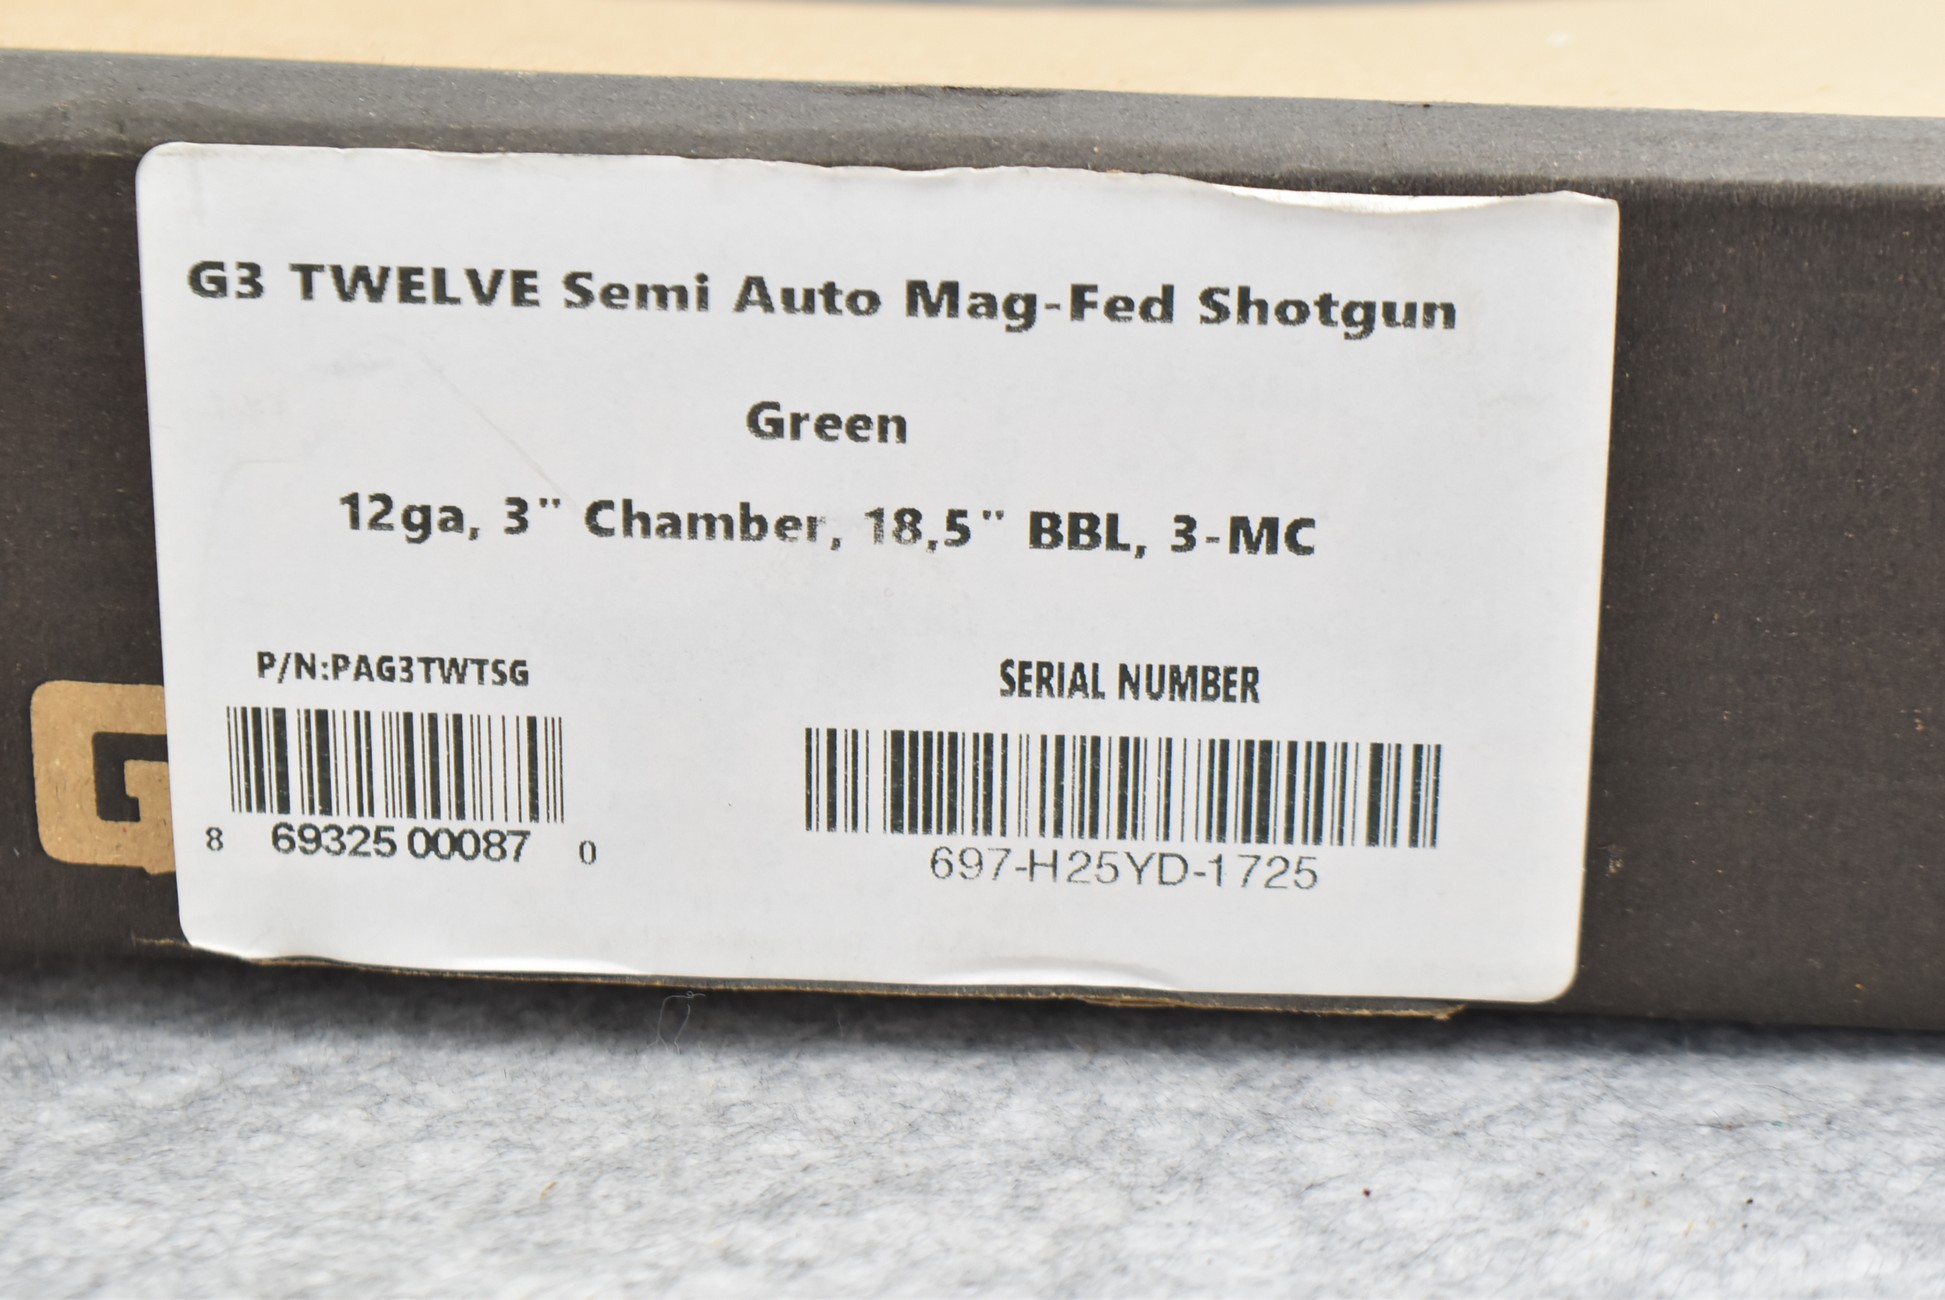 G3 TWELVE Semi Auto Mag-Fed Shotgun
Green
12ga, 3" Chamber, 18,5" BBL, 3-MC
P/N:PAG3TWTSG
8 69325 00087 0
SERIAL NUMBER
697-H25YD-1725
G